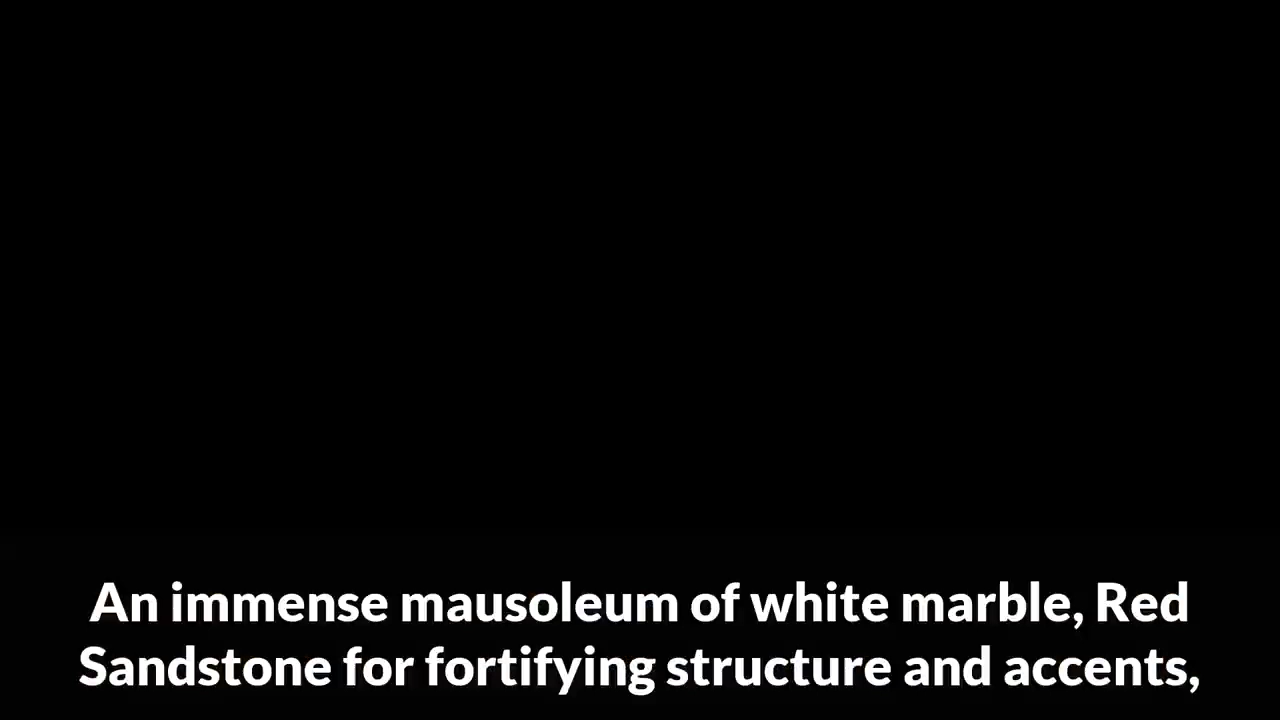 An immense mausoleum of white marble, Red
Sandstone for fortifying structure and accents,